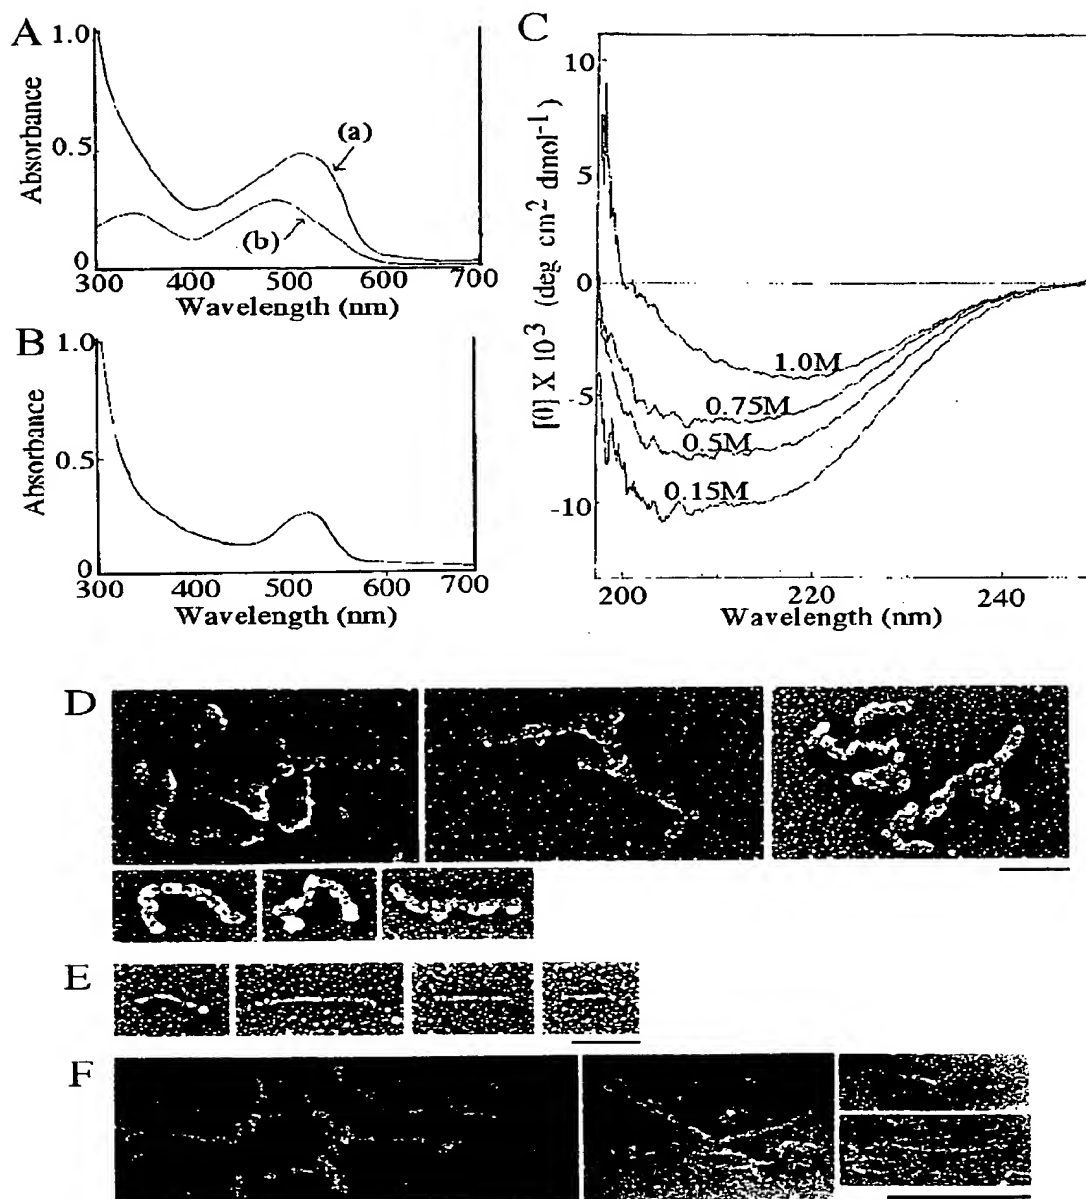 A
1.0
0.5
0
Absorbance
(a)
(b)
300 400 500 600 700
Wavelength (nm)
B
1.0
0.5
0
Absorbance
300 400 500 600 700
Wavelength (nm)
C
10
5
0
-5
-10
[θ] X 10³ (deg cm² dmol⁻¹)
1.0M
0.75M
0.5M
0.15M
200 220 240
Wavelength (nm)
D
E
F